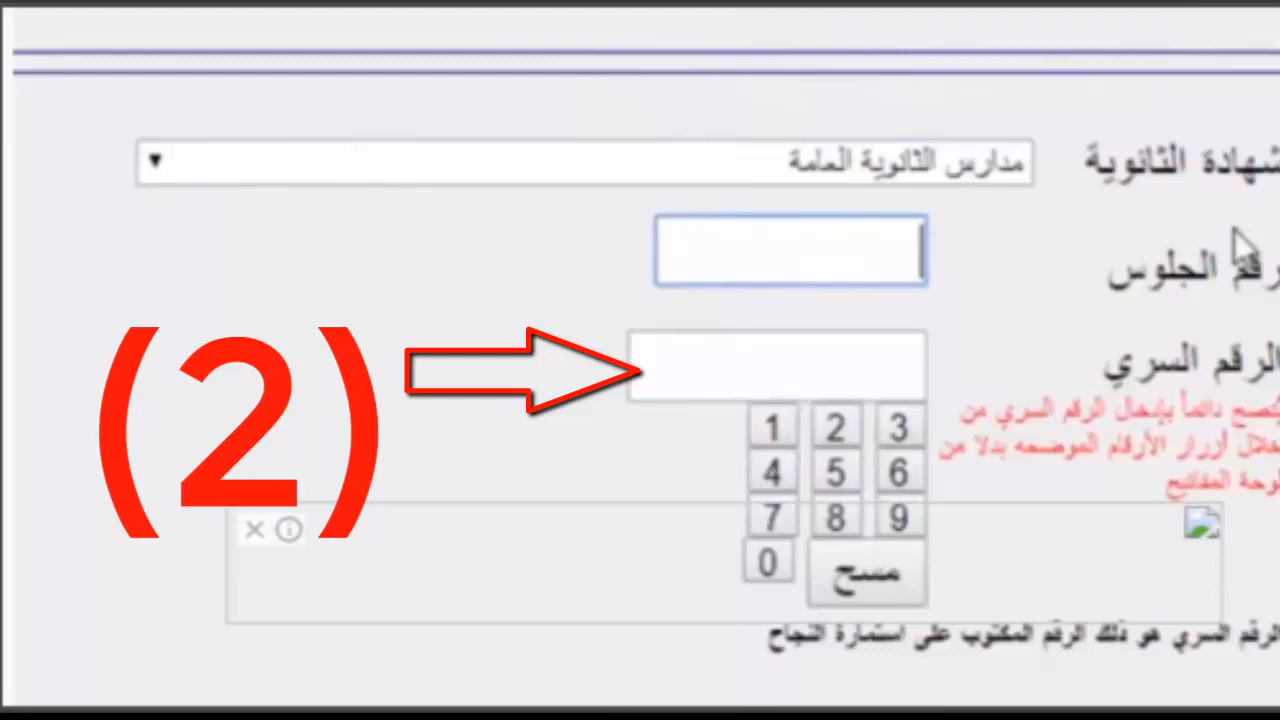 شهادة الثانوية
مدارس الثانوية العامة
رقم الجلوس
الرقم السري
(2)
ينصح دائماً بإدخال الرقم السري من
خلال أزرار الأرقام الموضحه بدلا من
لوحة المفاتيح
1 2 3
4 5 6
7 8 9
0 مسح
الرقم السري هو ذلك الرقم المكتوب على استمارة النجاح